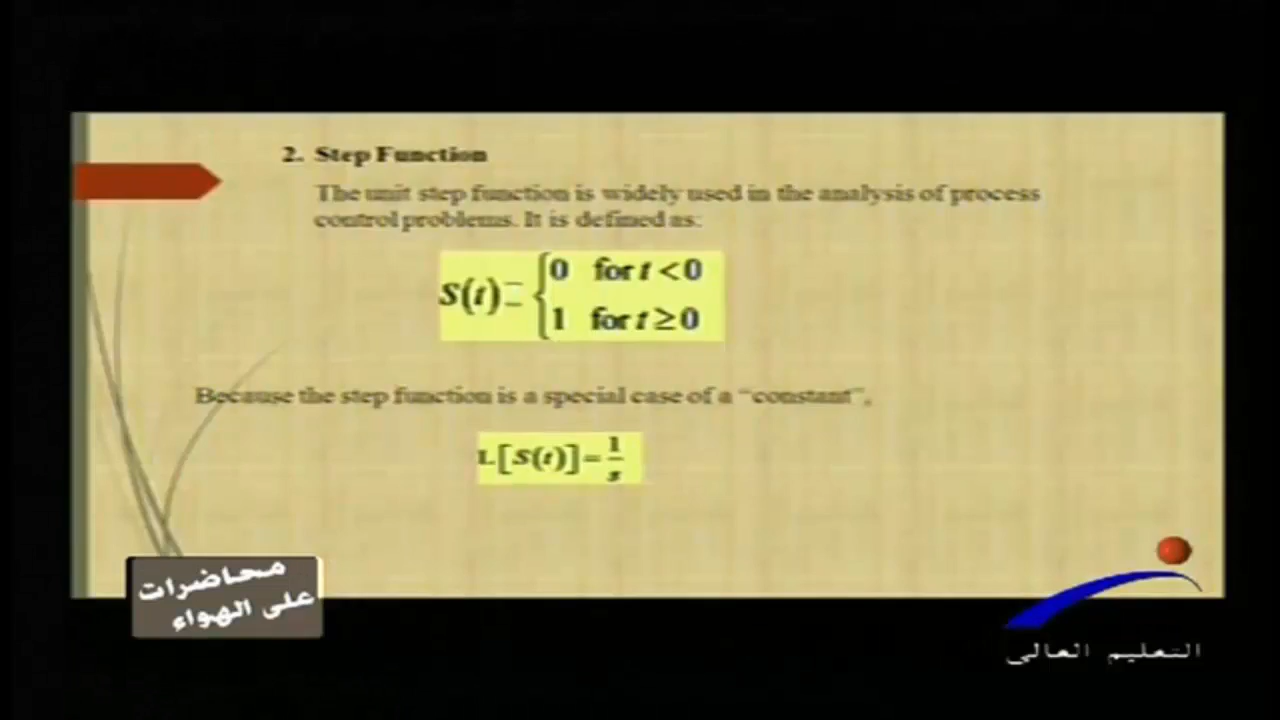 2. Step Function
The unit step function is widely used in the analysis of process
control problems. It is defined as:
S(t) = { 0 for t < 0
1 for t ≥ 0
Because the step function is a special case of a "constant",
L[S(t)] = 1/s
محاضرات
على الهواء
التعليم العالى